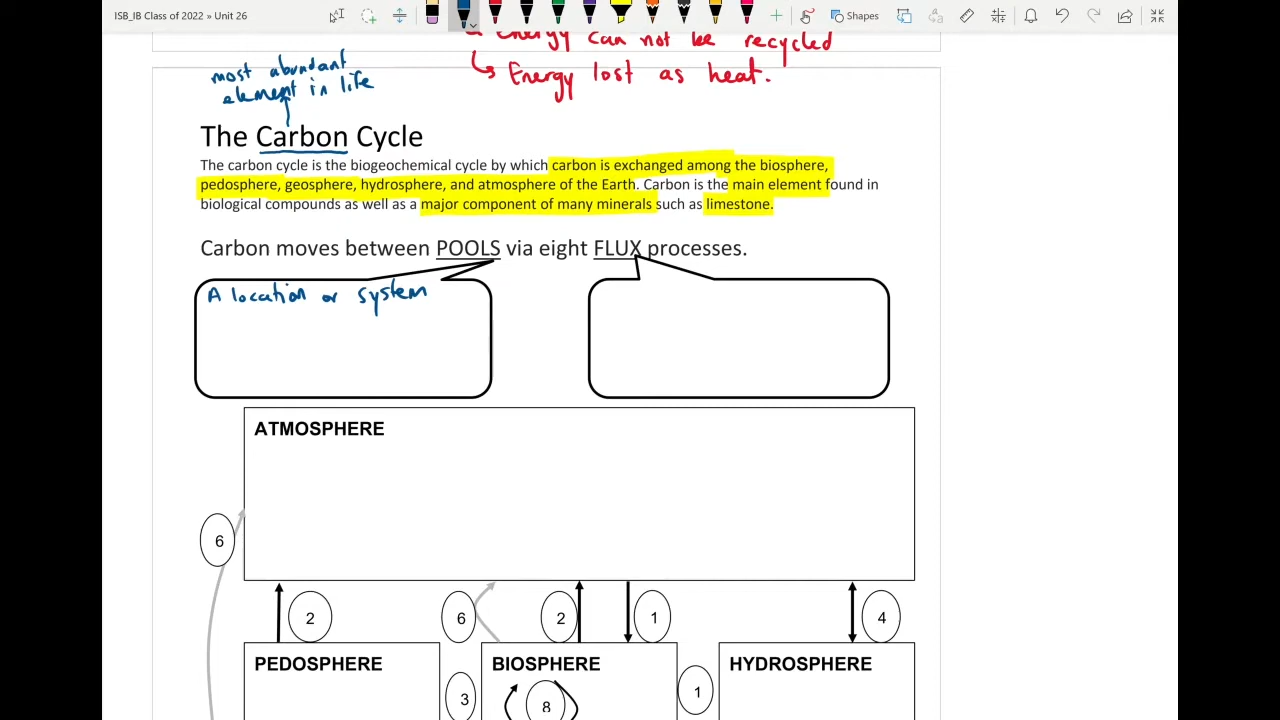 ISB_IB Class of 2022 » Unit 26
Shapes
Energy can not be recycled
Energy lost as heat.
most abundant
element in life
The Carbon Cycle
The carbon cycle is the biogeochemical cycle by which carbon is exchanged among the biosphere,
pedosphere, geosphere, hydrosphere, and atmosphere of the Earth. Carbon is the main element found in
biological compounds as well as a major component of many minerals such as limestone.
Carbon moves between POOLS via eight FLUX processes.
A location or system
ATMOSPHERE
6
2
6
2
1
4
PEDOSPHERE
BIOSPHERE
HYDROSPHERE
3
8
1